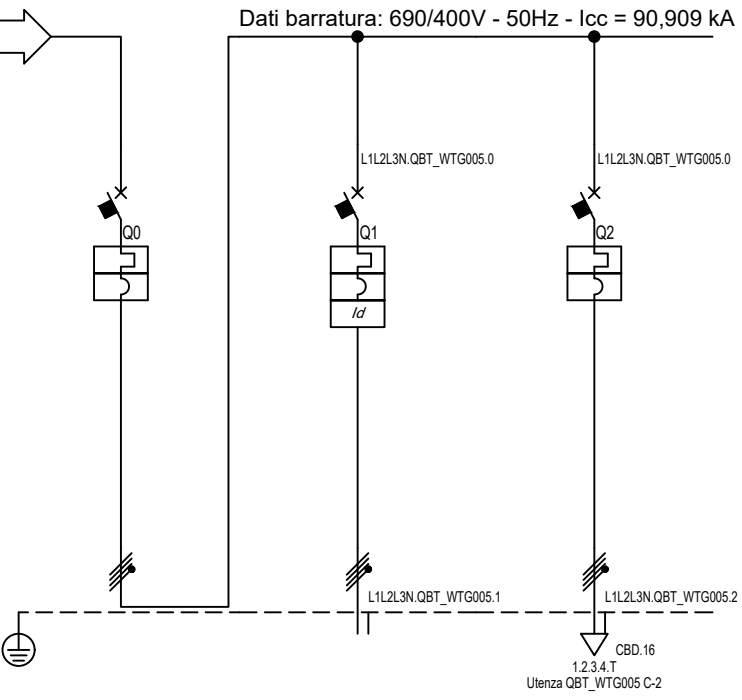 Dati barratura: 690/400V - 50Hz - Icc = 90,909 kA
L1L2L3N.QBT_WTG005.0
L1L2L3N.QBT_WTG005.0
Q0
Q1
Q2
Id
L1L2L3N.QBT_WTG005.1
L1L2L3N.QBT_WTG005.2
CBD.16
1.2.3.4.T
Utenza QBT_WTG005 C-2